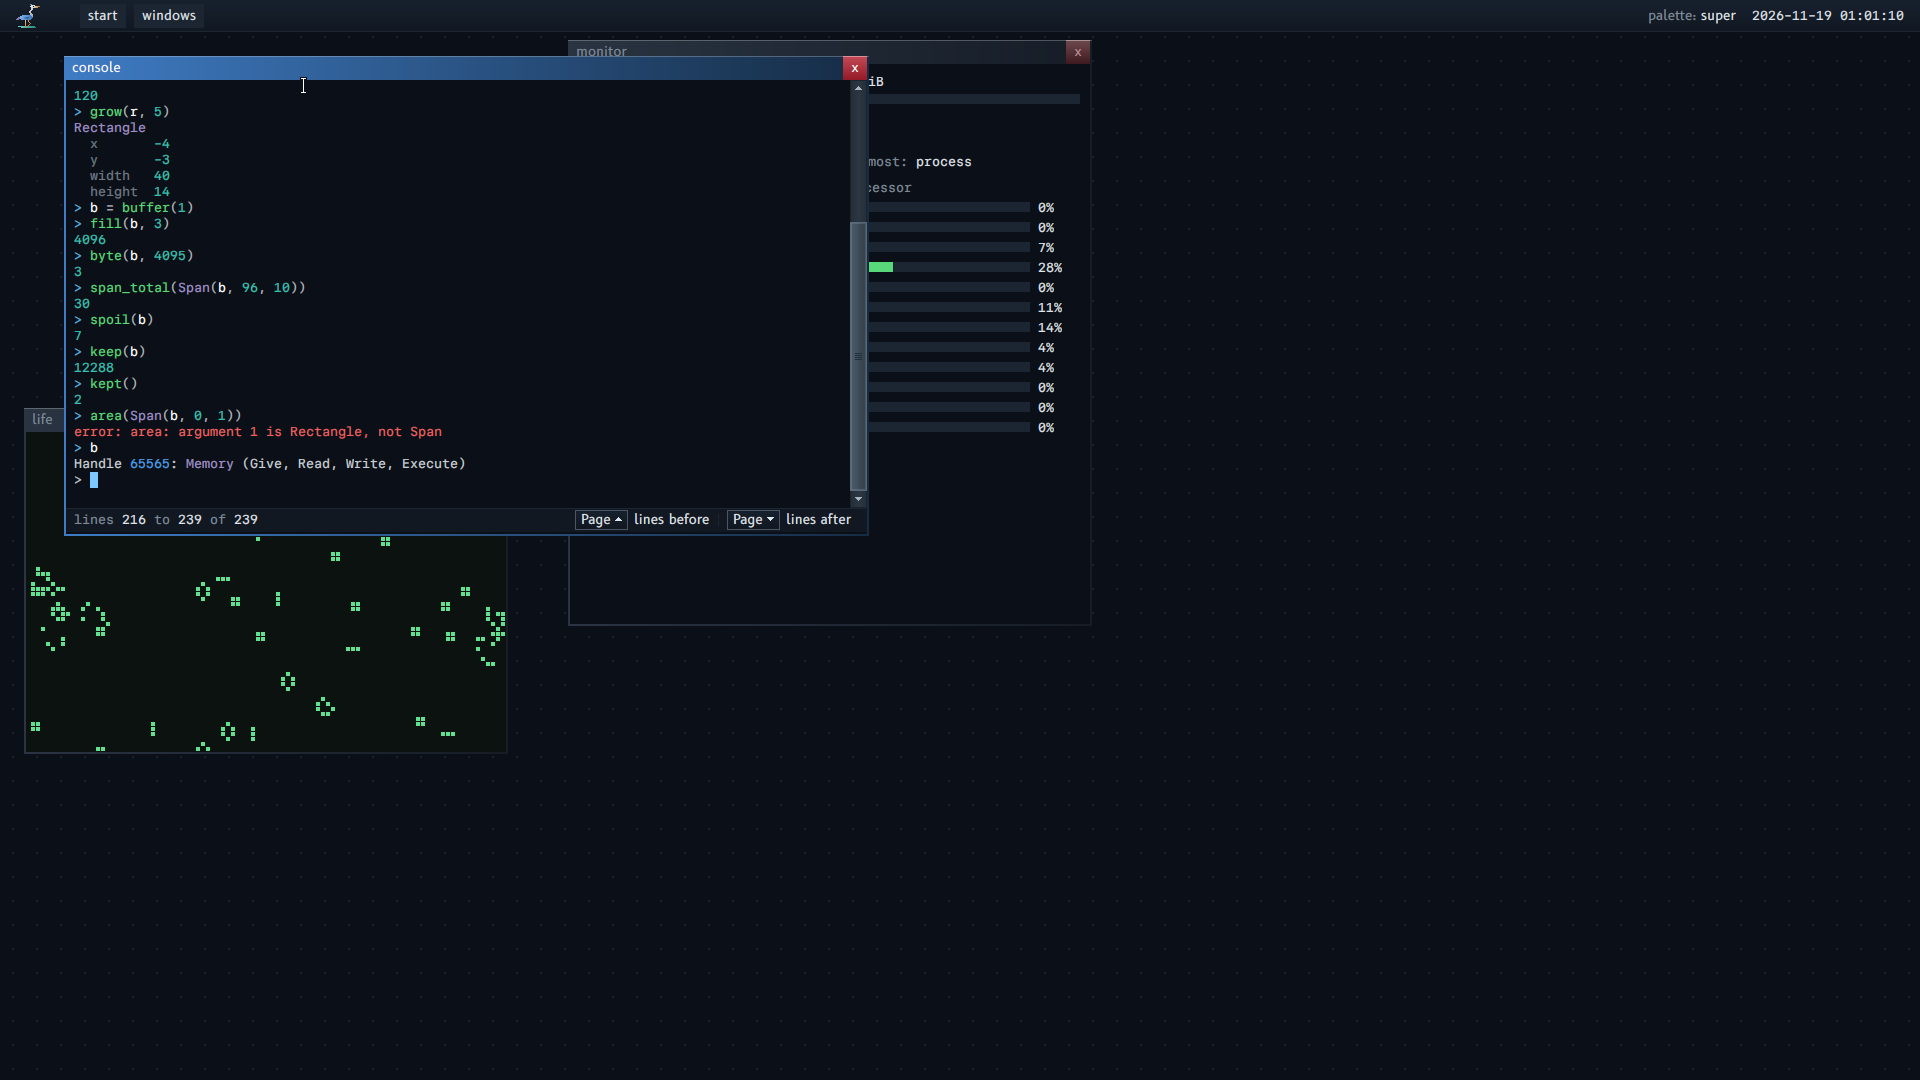 start windows palette: super 2026-11-19 01:01:10
monitor x
console x
120
> grow(r, 5)
Rectangle
x -4
y -3
width 40
height 14
> b = buffer(1)
> fill(b, 3)
4096
> byte(b, 4095)
3
> span_total(Span(b, 96, 10))
30
> spoil(b)
7
> keep(b)
12288
> kept()
2
> area(Span(b, 0, 1))
error: area: argument 1 is Rectangle, not Span
> b
Handle 65565: Memory (Give, Read, Write, Execute)
>
lines 216 to 239 of 239 Page lines before Page lines after
iB
most: process
cessor
0%
0%
7%
28%
0%
11%
14%
4%
4%
0%
0%
0%
life